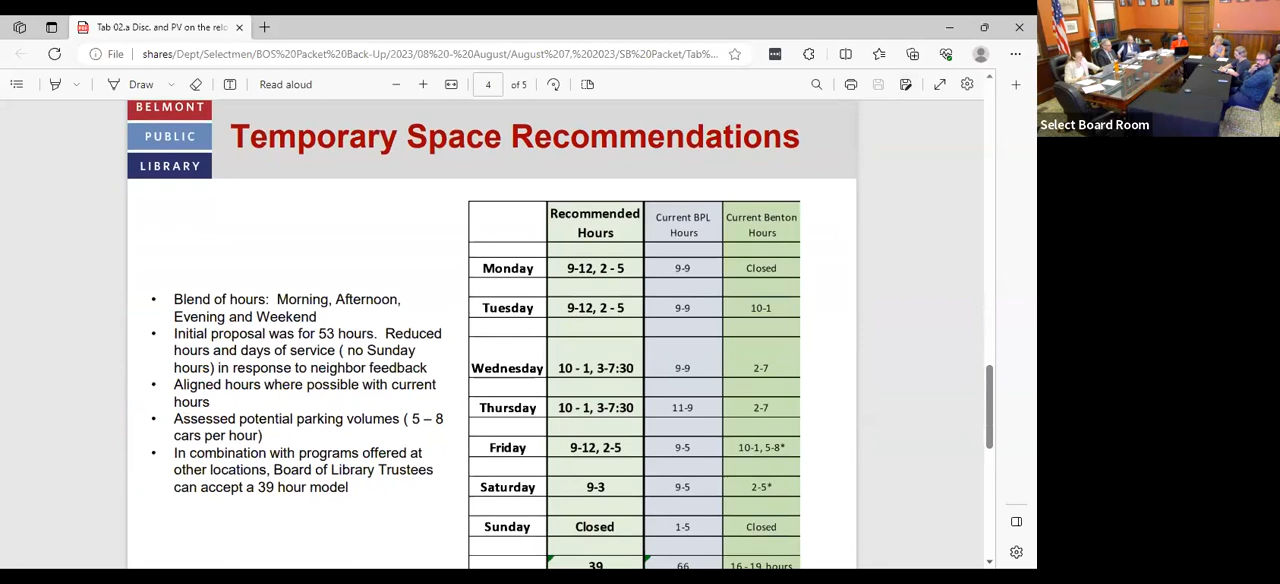 Tab 02.a Disc. and PV on the relo
File
shares/Dept/Selectmen/BOS%20Packet%20Back-Up/2023/08%20-%20August/August%207,%202023/SB%20Packet/Tab%...
Draw
Read aloud
4 of 5
BELMONT
PUBLIC
LIBRARY
Temporary Space Recommendations
Recommended Hours
Current BPL Hours
Current Benton Hours
Monday 9-12, 2 - 5 9-9 Closed
Tuesday 9-12, 2 - 5 9-9 10-1
Wednesday 10 - 1, 3-7:30 9-9 2-7
Thursday 10 - 1, 3-7:30 11-9 2-7
Friday 9-12, 2-5 9-5 10-1, 5-8*
Saturday 9-3 9-5 2-5*
Sunday Closed 1-5 Closed
39 66 16 - 19 hours
• Blend of hours: Morning, Afternoon,
Evening and Weekend
• Initial proposal was for 53 hours. Reduced
hours and days of service ( no Sunday
hours) in response to neighbor feedback
• Aligned hours where possible with current
hours
• Assessed potential parking volumes ( 5 – 8
cars per hour)
• In combination with programs offered at
other locations, Board of Library Trustees
can accept a 39 hour model
Select Board Room